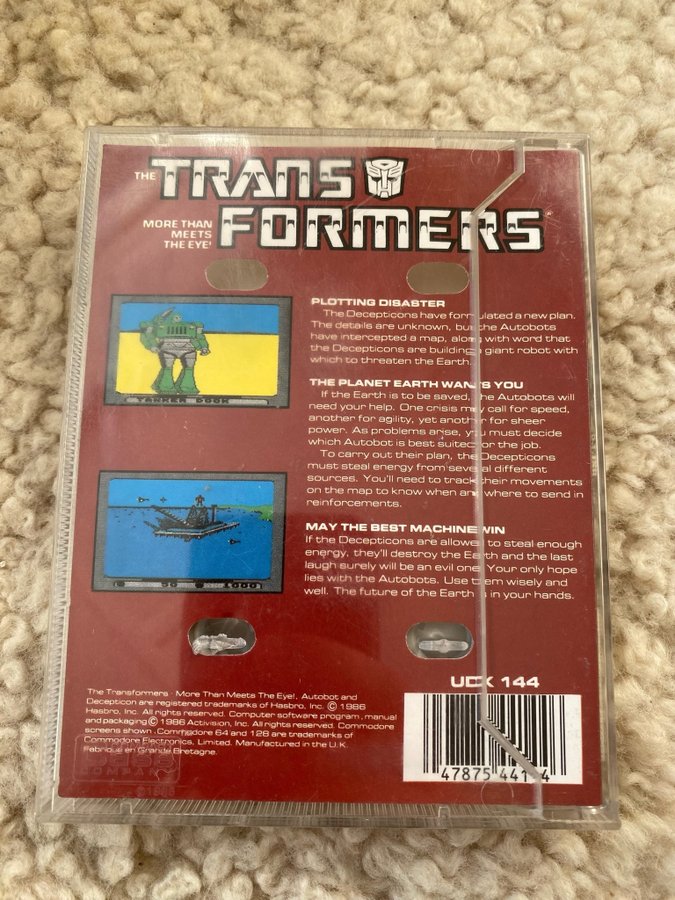 THE TRANS
MORE THAN
MEETS
THE EYE!
FORMERS
PLOTTING DISASTER
The Decepticons have formulated a new plan.
The details are unknown, but the Autobots
have intercepted a map, along with word that
the Decepticons are building a giant robot with
which to threaten the Earth.
YANKEE DOCK
THE PLANET EARTH WANTS YOU
If the Earth is to be saved, the Autobots will
need your help. One crisis may call for speed,
another for agility, yet another for sheer
power. As problems arise, you must decide
which Autobot is best suited for the job.
To carry out their plan, the Decepticons
must steal energy from several different
sources. You'll need to track their movements
on the map to know when and where to send in
reinforcements.
MAY THE BEST MACHINE WIN
If the Decepticons are allowed to steal enough
energy, they'll destroy the Earth and the last
laugh surely will be an evil one. Your only hope
lies with the Autobots. Use them wisely and
well. The future of the Earth is in your hands.
UDX 144
The Transformers - More Than Meets The Eye!, Autobot and
Decepticon are registered trademarks of Hasbro, Inc. © 1986
Hasbro, Inc. All rights reserved. Computer software program, manual
and packaging © 1986 Activision, Inc. All rights reserved. Commodore
screens shown. Commodore 64 and 128 are trademarks of
Commodore Electronics, Limited. Manufactured in the U.K.
Fabriqué en Grande Bretagne.
COMPANY
47875